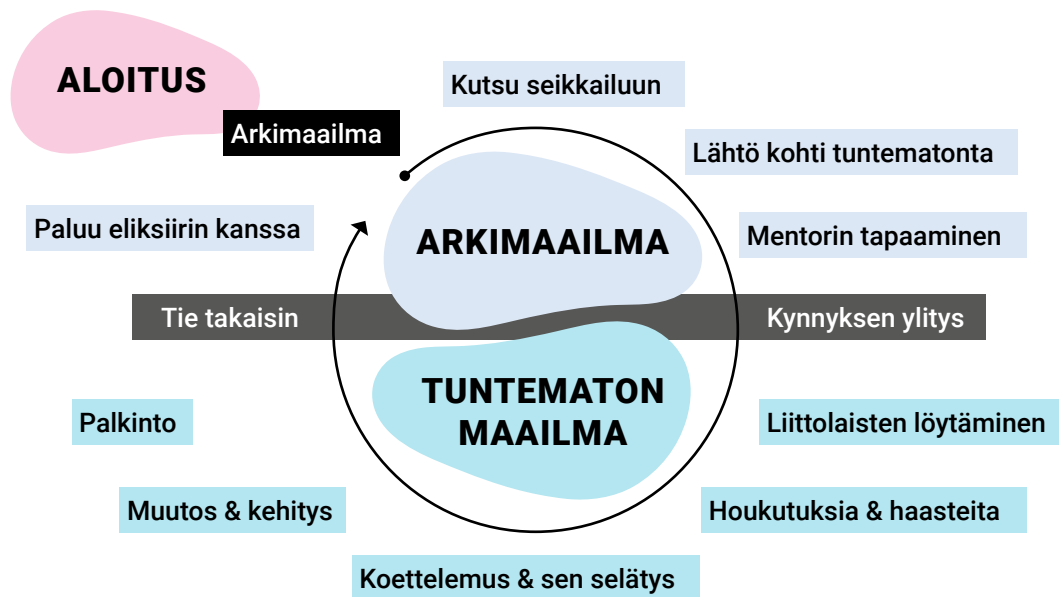 ALOITUS
Arkimaailma
Kutsu seikkailuun
Lähtö kohti tuntematonta
Mentorin tapaaminen
Kynnyksen ylitys
Liittolaisten löytäminen
Houkutuksia & haasteita
Koettelemus & sen selätys
Muutos & kehitys
Palkinto
Tie takaisin
Paluu eliksiirin kanssa
ARKIMAAILMA
TUNTEMATON
MAAILMA